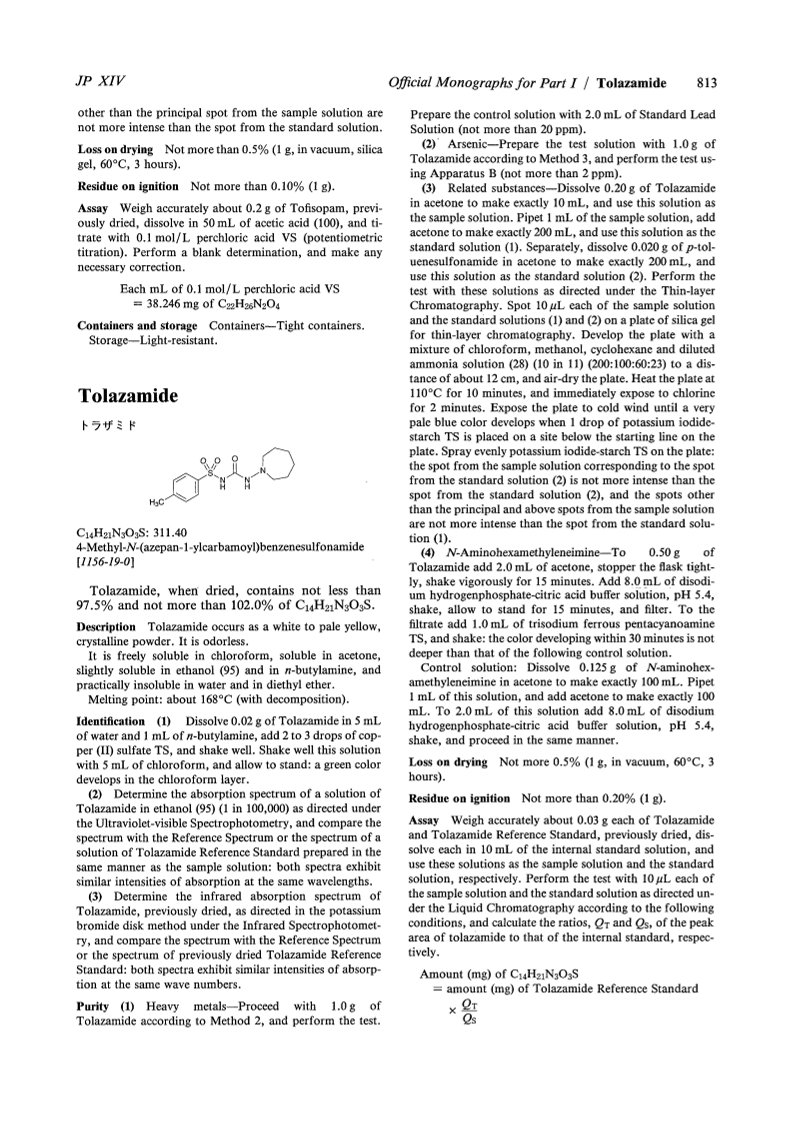 JP XIV
Official Monographs for Part I / Tolazamide 813
other than the principal spot from the sample solution are
not more intense than the spot from the standard solution.
Loss on drying Not more than 0.5% (1 g, in vacuum, silica
gel, 60°C, 3 hours).
Residue on ignition Not more than 0.10% (1 g).
Assay Weigh accurately about 0.2 g of Tofisopam, previ-
ously dried, dissolve in 50 mL of acetic acid (100), and ti-
trate with 0.1 mol/L perchloric acid VS (potentiometric
titration). Perform a blank determination, and make any
necessary correction.
Each mL of 0.1 mol/L perchloric acid VS
= 38.246 mg of C₂₂H₂₆N₂O₄
Containers and storage Containers—Tight containers.
Storage—Light-resistant.
Tolazamide
トラザミド
O O O
S N N N
H H
H₃C
C₁₄H₂₁N₃O₃S: 311.40
4-Methyl-N-(azepan-1-ylcarbamoyl)benzenesulfonamide
[1156-19-0]
Tolazamide, when dried, contains not less than
97.5% and not more than 102.0% of C₁₄H₂₁N₃O₃S.
Description Tolazamide occurs as a white to pale yellow,
crystalline powder. It is odorless.
It is freely soluble in chloroform, soluble in acetone,
slightly soluble in ethanol (95) and in n-butylamine, and
practically insoluble in water and in diethyl ether.
Melting point: about 168°C (with decomposition).
Identification (1) Dissolve 0.02 g of Tolazamide in 5 mL
of water and 1 mL of n-butylamine, add 2 to 3 drops of cop-
per (II) sulfate TS, and shake well. Shake well this solution
with 5 mL of chloroform, and allow to stand: a green color
develops in the chloroform layer.
(2) Determine the absorption spectrum of a solution of
Tolazamide in ethanol (95) (1 in 100,000) as directed under
the Ultraviolet-visible Spectrophotometry, and compare the
spectrum with the Reference Spectrum or the spectrum of a
solution of Tolazamide Reference Standard prepared in the
same manner as the sample solution: both spectra exhibit
similar intensities of absorption at the same wavelengths.
(3) Determine the infrared absorption spectrum of
Tolazamide, previously dried, as directed in the potassium
bromide disk method under the Infrared Spectrophotomet-
ry, and compare the spectrum with the Reference Spectrum
or the spectrum of previously dried Tolazamide Reference
Standard: both spectra exhibit similar intensities of absorp-
tion at the same wave numbers.
Purity (1) Heavy metals—Proceed with 1.0 g of
Tolazamide according to Method 2, and perform the test.
Prepare the control solution with 2.0 mL of Standard Lead
Solution (not more than 20 ppm).
(2) Arsenic—Prepare the test solution with 1.0 g of
Tolazamide according to Method 3, and perform the test us-
ing Apparatus B (not more than 2 ppm).
(3) Related substances—Dissolve 0.20 g of Tolazamide
in acetone to make exactly 10 mL, and use this solution as
the sample solution. Pipet 1 mL of the sample solution, add
acetone to make exactly 200 mL, and use this solution as the
standard solution (1). Separately, dissolve 0.020 g of p-tol-
uenesulfonamide in acetone to make exactly 200 mL, and
use this solution as the standard solution (2). Perform the
test with these solutions as directed under the Thin-layer
Chromatography. Spot 10 μL each of the sample solution
and the standard solutions (1) and (2) on a plate of silica gel
for thin-layer chromatography. Develop the plate with a
mixture of chloroform, methanol, cyclohexane and diluted
ammonia solution (28) (10 in 11) (200:100:60:23) to a dis-
tance of about 12 cm, and air-dry the plate. Heat the plate at
110°C for 10 minutes, and immediately expose to chlorine
for 2 minutes. Expose the plate to cold wind until a very
pale blue color develops when 1 drop of potassium iodide-
starch TS is placed on a site below the starting line on the
plate. Spray evenly potassium iodide-starch TS on the plate:
the spot from the sample solution corresponding to the spot
from the standard solution (2) is not more intense than the
spot from the standard solution (2), and the spots other
than the principal and above spots from the sample solution
are not more intense than the spot from the standard solu-
tion (1).
(4) N-Aminohexamethyleneimine—To 0.50 g of
Tolazamide add 2.0 mL of acetone, stopper the flask tight-
ly, shake vigorously for 15 minutes. Add 8.0 mL of disodi-
um hydrogenphosphate-citric acid buffer solution, pH 5.4,
shake, allow to stand for 15 minutes, and filter. To the
filtrate add 1.0 mL of trisodium ferrous pentacyanoamine
TS, and shake: the color developing within 30 minutes is not
deeper than that of the following control solution.
Control solution: Dissolve 0.125 g of N-aminohex-
amethyleneimine in acetone to make exactly 100 mL. Pipet
1 mL of this solution, and add acetone to make exactly 100
mL. To 2.0 mL of this solution add 8.0 mL of disodium
hydrogenphosphate-citric acid buffer solution, pH 5.4,
shake, and proceed in the same manner.
Loss on drying Not more 0.5% (1 g, in vacuum, 60°C, 3
hours).
Residue on ignition Not more than 0.20% (1 g).
Assay Weigh accurately about 0.03 g each of Tolazamide
and Tolazamide Reference Standard, previously dried, dis-
solve each in 10 mL of the internal standard solution, and
use these solutions as the sample solution and the standard
solution, respectively. Perform the test with 10 μL each of
the sample solution and the standard solution as directed un-
der the Liquid Chromatography according to the following
conditions, and calculate the ratios, Q_T and Q_S, of the peak
area of tolazamide to that of the internal standard, respec-
tively.
Amount (mg) of C₁₄H₂₁N₃O₃S
= amount (mg) of Tolazamide Reference Standard
× Q_T
Q_S